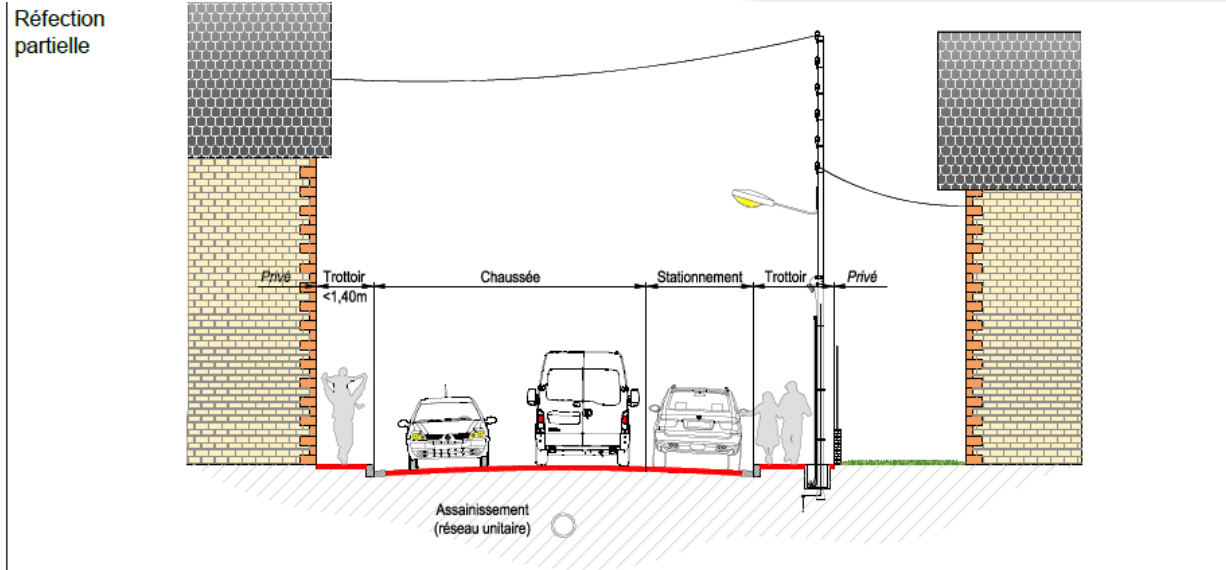 Réfection
partielle
Privé
Trottoir
<1,40m
Chaussée
Stationnement
Trottoir
Privé
Assainissement
(réseau unitaire)